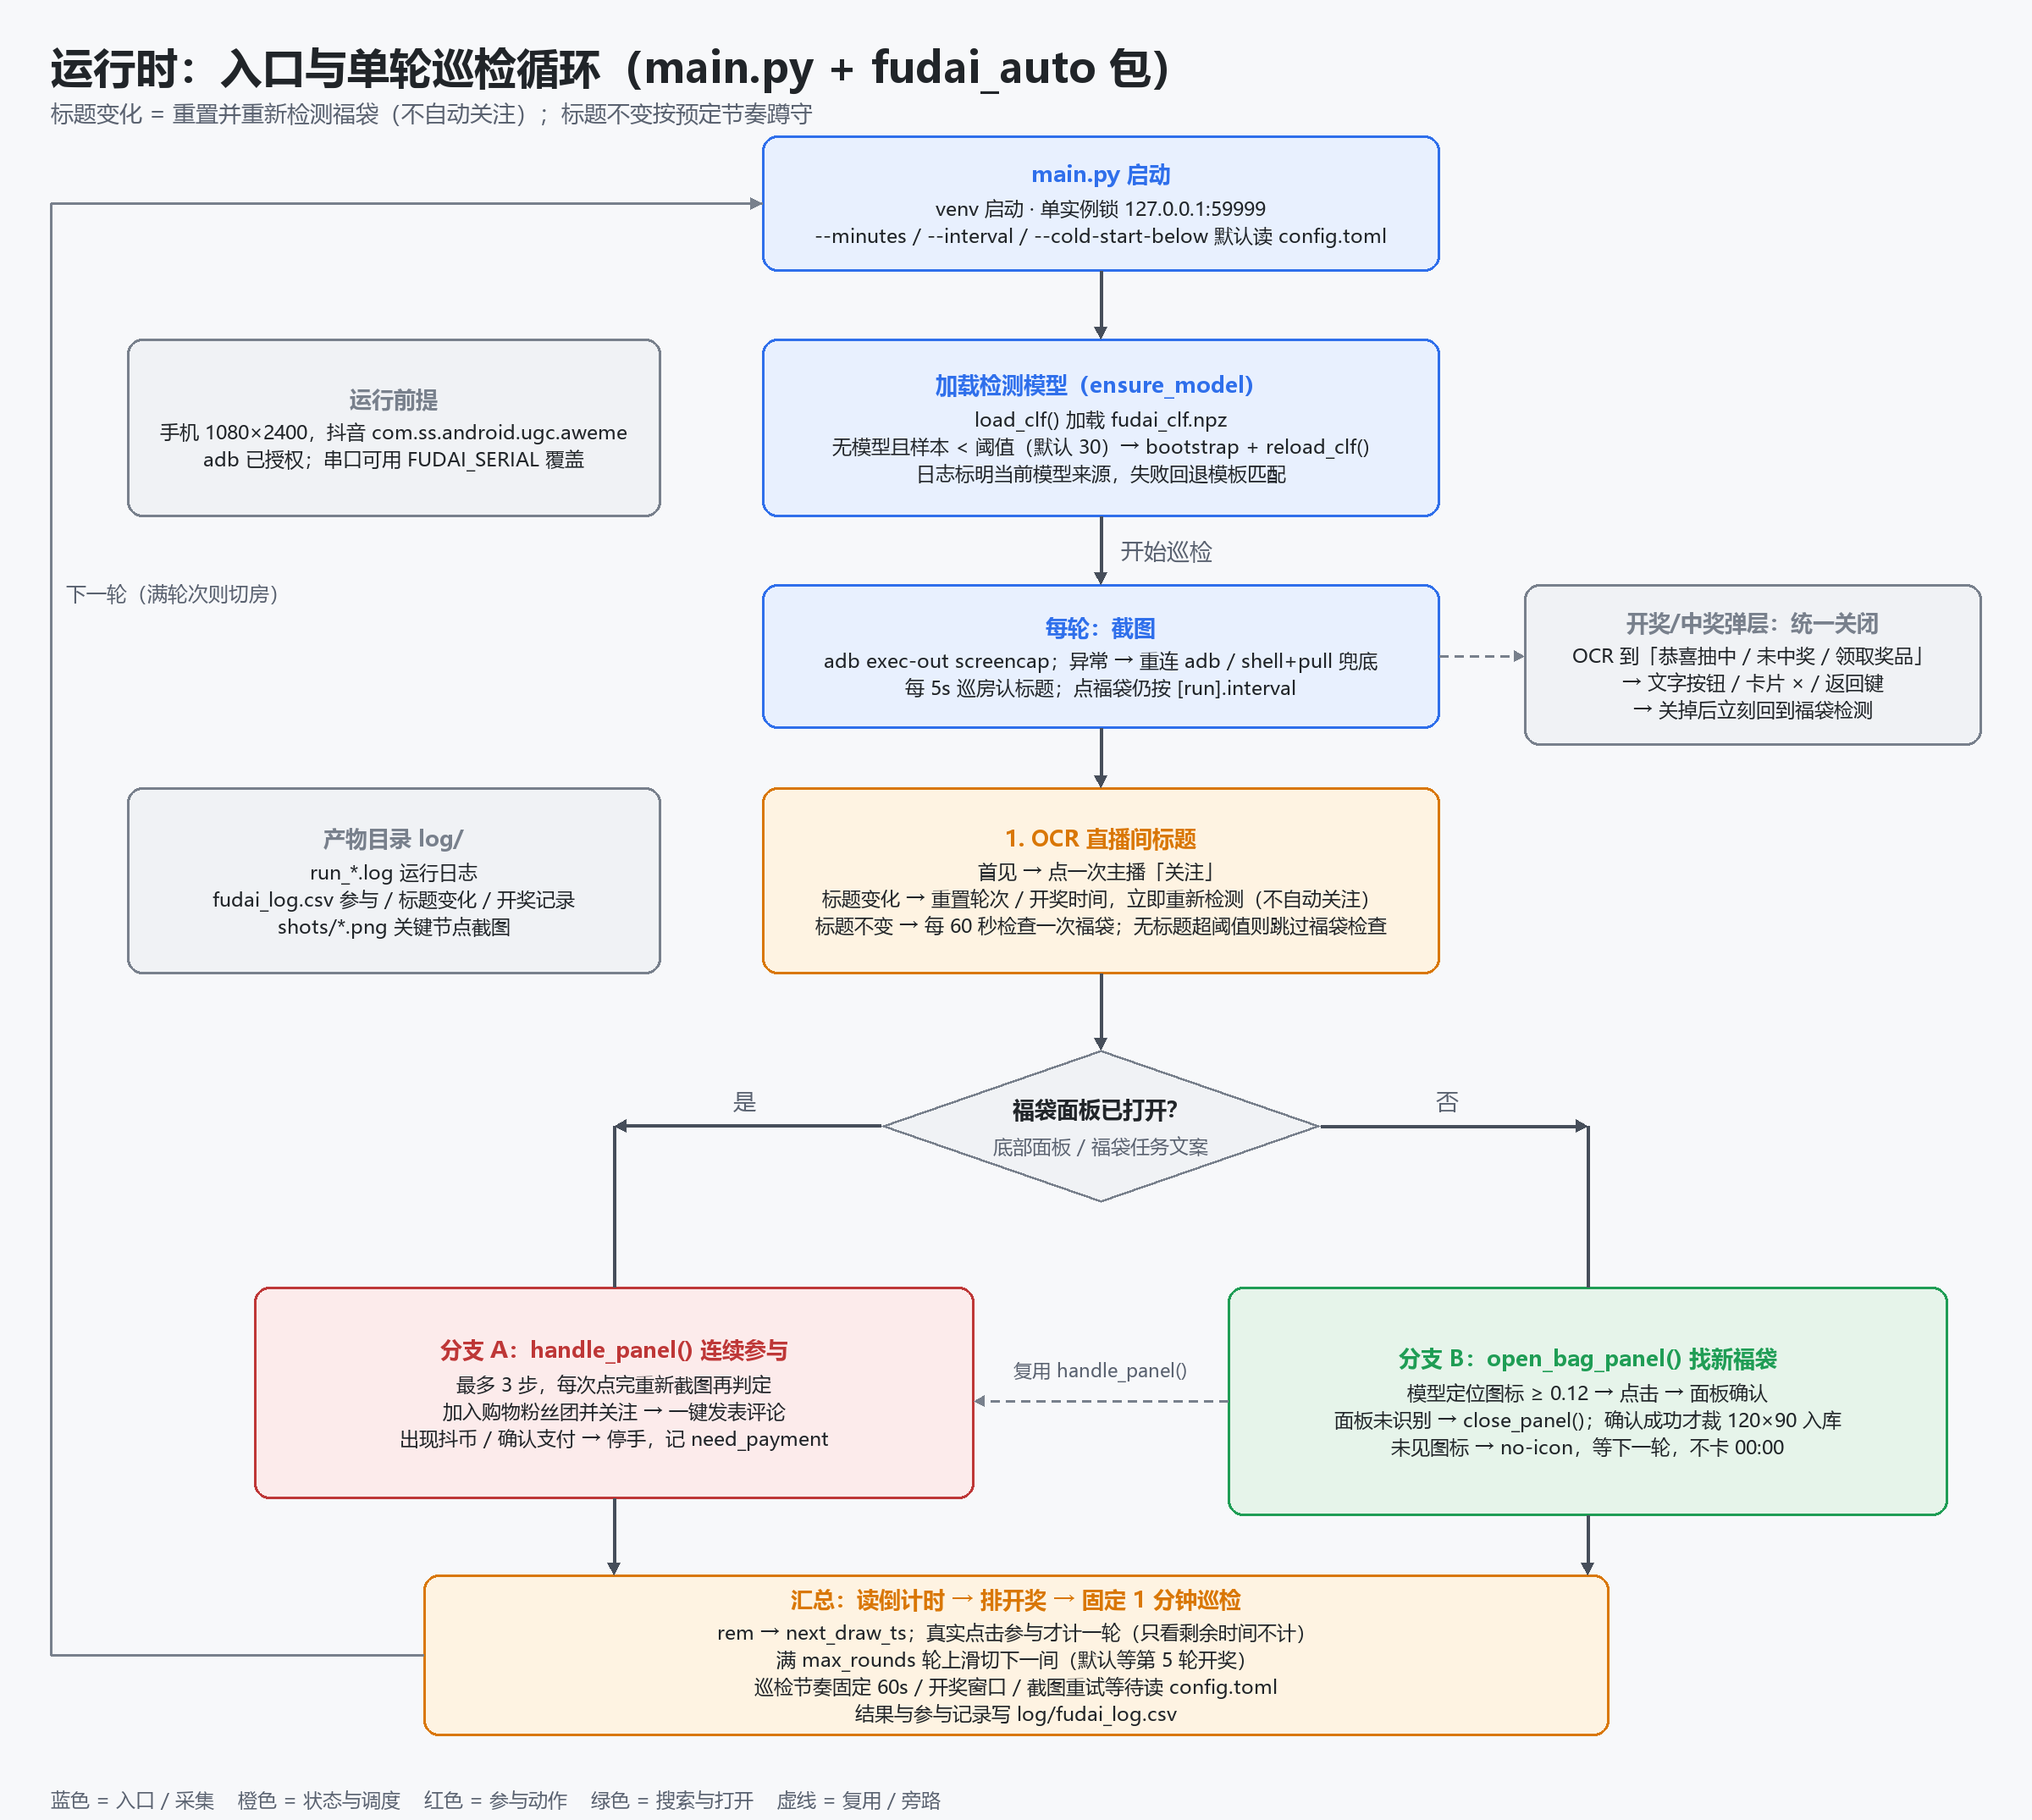 运行时：入口与单轮巡检循环（main.py + fudai_auto 包）
标题变化 = 重置并重新检测福袋（不自动关注）；标题不变按预定节奏蹲守
main.py 启动
venv 启动 · 单实例锁 127.0.0.1:59999
--minutes / --interval / --cold-start-below 默认读 config.toml
运行前提
手机 1080×2400，抖音 com.ss.android.ugc.aweme
adb 已授权；串口可用 FUDAI_SERIAL 覆盖
加载检测模型（ensure_model）
load_clf() 加载 fudai_clf.npz
无模型且样本 < 阈值（默认 30）→ bootstrap + reload_clf()
日志标明当前模型来源，失败回退模板匹配
开始巡检
下一轮（满轮次则切房）
每轮：截图
adb exec-out screencap；异常 → 重连 adb / shell+pull 兜底
每 5s 巡房认标题；点福袋仍按 [run].interval
开奖/中奖弹层：统一关闭
OCR 到「恭喜抽中 / 未中奖 / 领取奖品」
→ 文字按钮 / 卡片 × / 返回键
→ 关掉后立刻回到福袋检测
产物目录 log/
run_*.log 运行日志
fudai_log.csv 参与 / 标题变化 / 开奖记录
shots/*.png 关键节点截图
1. OCR 直播间标题
首见 → 点一次主播「关注」
标题变化 → 重置轮次 / 开奖时间，立即重新检测（不自动关注）
标题不变 → 每 60 秒检查一次福袋；无标题超阈值则跳过福袋检查
是
福袋面板已打开?
底部面板 / 福袋任务文案
否
分支 A：handle_panel() 连续参与
最多 3 步，每次点完重新截图再判定
加入购物粉丝团并关注 → 一键发表评论
出现抖币 / 确认支付 → 停手，记 need_payment
复用 handle_panel()
分支 B：open_bag_panel() 找新福袋
模型定位图标 ≥ 0.12 → 点击 → 面板确认
面板未识别 → close_panel()；确认成功才裁 120×90 入库
未见图标 → no-icon，等下一轮，不卡 00:00
汇总：读倒计时 → 排开奖 → 固定 1 分钟巡检
rem → next_draw_ts；真实点击参与才计一轮（只看剩余时间不计）
满 max_rounds 轮上滑切下一间（默认等第 5 轮开奖）
巡检节奏固定 60s / 开奖窗口 / 截图重试等待读 config.toml
结果与参与记录写 log/fudai_log.csv
蓝色 = 入口 / 采集 橙色 = 状态与调度 红色 = 参与动作 绿色 = 搜索与打开 虚线 = 复用 / 旁路